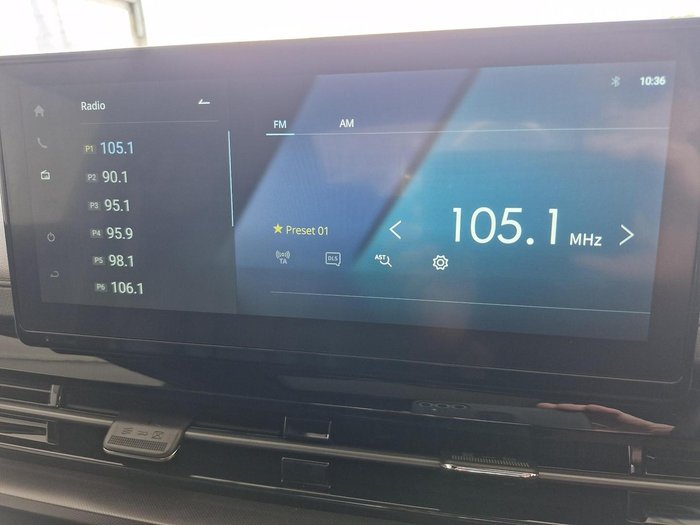 10:36
Radio
FM AM
P1 105.1
P2 90.1
P3 95.1
P4 95.9
P5 98.1
P6 106.1
Preset 01
105.1 MHz
TA
DLS
AST